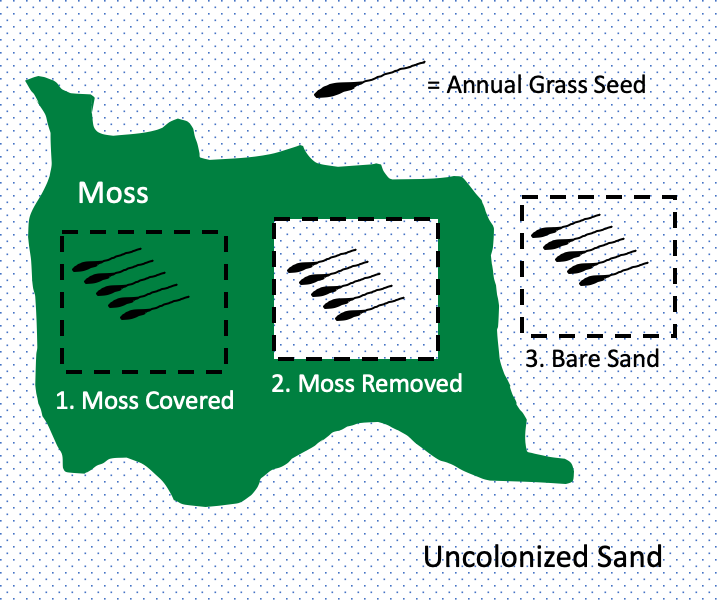 = Annual Grass Seed
Moss
1. Moss Covered
2. Moss Removed
3. Bare Sand
Uncolonized Sand